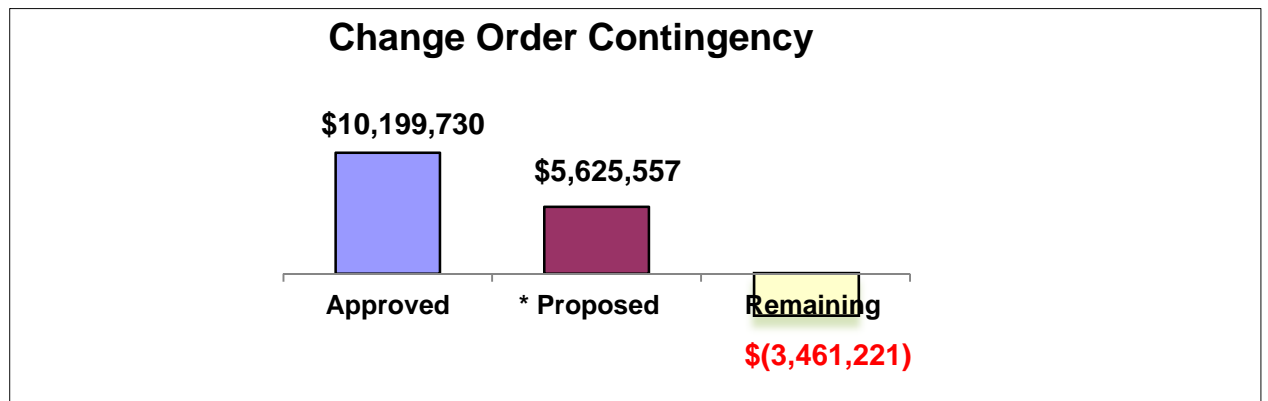 Change Order Contingency
$10,199,730
$5,625,557
Approved
* Proposed
Remaining
$(3,461,221)